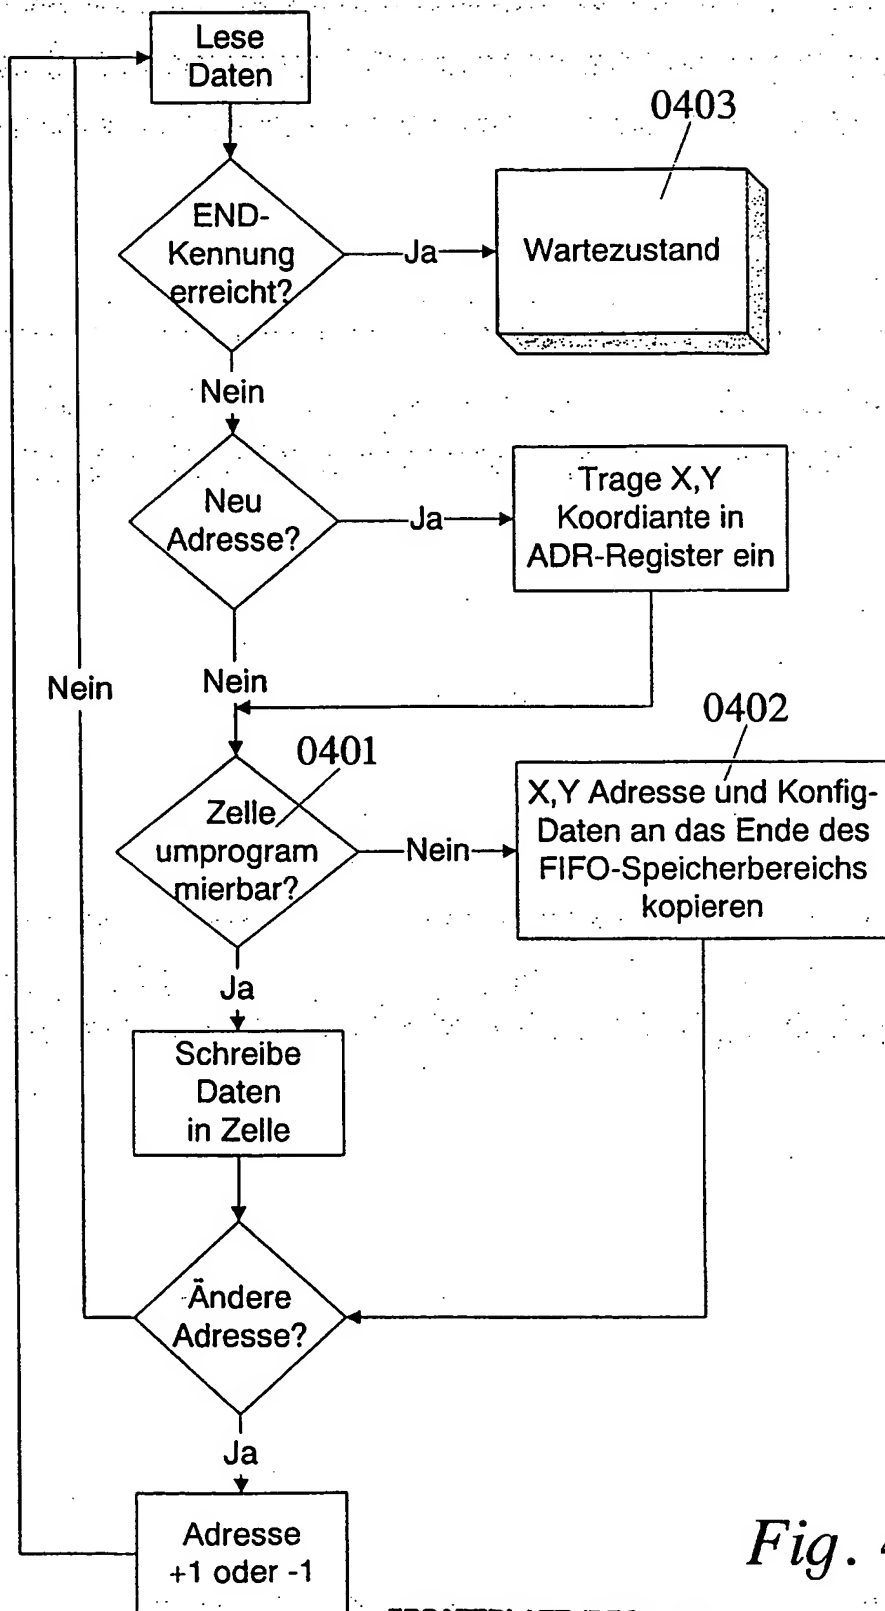 Lese
Daten
0403
END-
Kennung
erreicht?
Ja
Wartezustand
Nein
Neu
Adresse?
Ja
Trage X,Y
Koordiante in
ADR-Register ein
Nein
Nein
0402
0401
Zelle
umprogram
mierbar?
Nein
X,Y Adresse und Konfig-
Daten an das Ende des
FIFO-Speicherbereichs
kopieren
Ja
Schreibe
Daten
in Zelle
Ändere
Adresse?
Ja
Adresse
+1 oder -1
Fig.